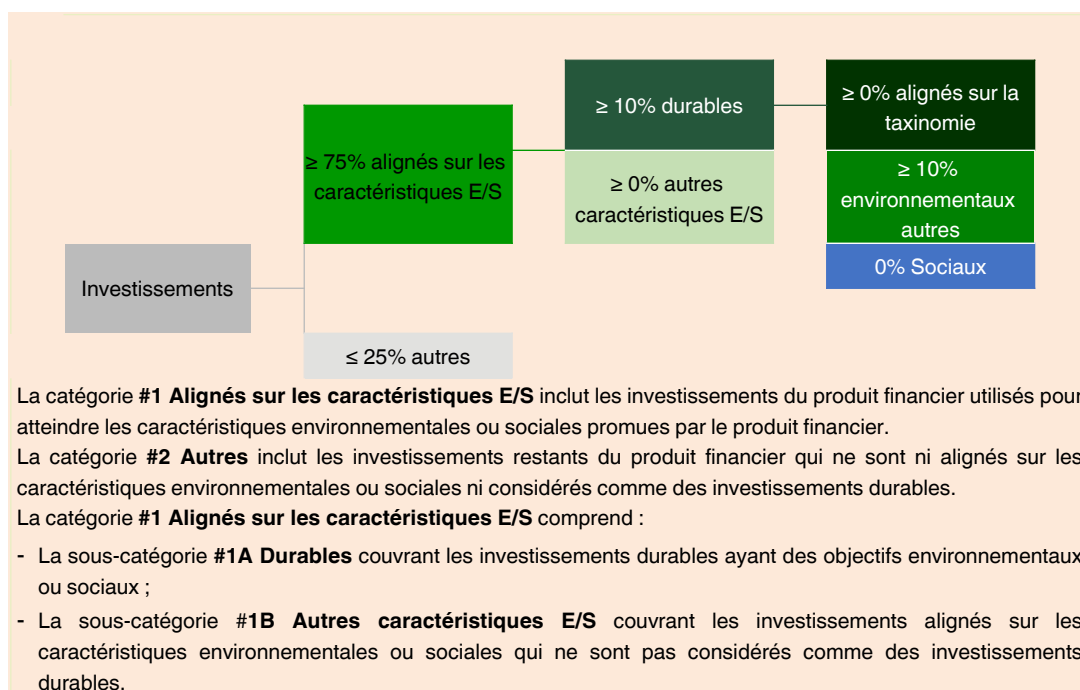 ≥ 10% durables
≥ 0% alignés sur la
taxinomie
≥ 75% alignés sur les
caractéristiques E/S
≥ 0% autres
caractéristiques E/S
≥ 10%
environnementaux
autres
0% Sociaux
Investissements
≤ 25% autres
La catégorie #1 Alignés sur les caractéristiques E/S inclut les investissements du produit financier utilisés pour
atteindre les caractéristiques environnementales ou sociales promues par le produit financier.
La catégorie #2 Autres inclut les investissements restants du produit financier qui ne sont ni alignés sur les
caractéristiques environnementales ou sociales ni considérés comme des investissements durables.
La catégorie #1 Alignés sur les caractéristiques E/S comprend :
- La sous-catégorie #1A Durables couvrant les investissements durables ayant des objectifs environnementaux
ou sociaux ;
- La sous-catégorie #1B Autres caractéristiques E/S couvrant les investissements alignés sur les
caractéristiques environnementales ou sociales qui ne sont pas considérés comme des investissements
durables.